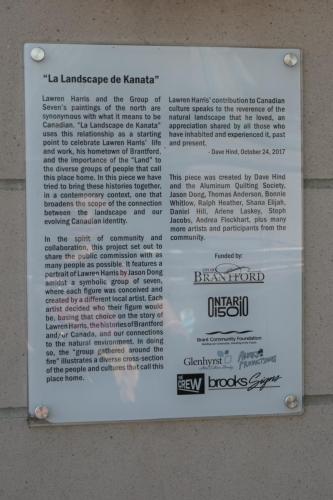 "La Landscape de Kanata"
Lawren Harris and the Group of
Seven's paintings of the north are
synonymous with what it means to be
Canadian. "La Landscape de Kanata"
uses this relationship as a starting
point to celebrate Lawren Harris' life
and work, his hometown of Brantford,
and the importance of the "Land" to
the diverse groups of people that call
this place home. In this piece we have
tried to bring these histories together,
in a contemporary context, one that
broadens the scope of the connection
between the landscape and our
evolving Canadian identity.
In the spirit of community and
collaboration, this project set out to
share the public commission with as
many people as possible. It features a
portrait of Lawren Harris by Jason Dong
amidst a symbolic group of seven,
where each figure was conceived and
created by a different local artist. Each
artist decided who their figure would
be, basing that choice on the story of
Lawren Harris, the histories of Brantford
and/or Canada, and our connections
to the natural environment. In doing
so, the "group gathered around the
fire" illustrates a diverse cross-section
of the people and cultures that call this
place home.
Lawren Harris' contribution to Canadian
culture speaks to the reverence of the
natural landscape that he loved, an
appreciation shared by all those who
have inhabited and experienced it, past
and present.
- Dave Hind, October 24, 2017
This piece was created by Dave Hind
and the Aluminum Quilting Society,
Jason Dong, Thomas Anderson, Bonnie
Whitlow, Ralph Heather, Shana Elijah,
Daniel Hill, Arlene Laskey, Steph
Jacobs, Andrea Fleckhart, plus many
more artists and participants from the
community.
Funded by:
CITY OF
BRANTFORD
ONTARIO
150
Brant Community Foundation
Glenhyrst
Productions
THE
CREW
brooks Signs